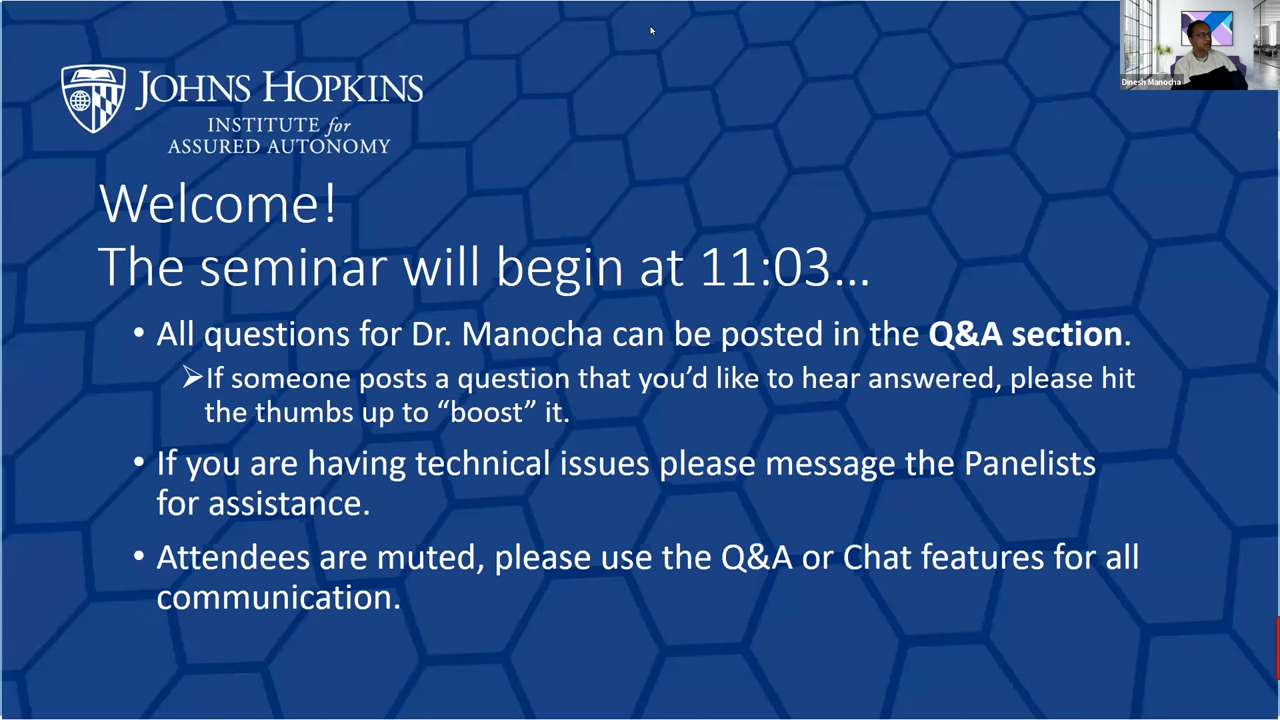 JOHNS HOPKINS
INSTITUTE for
ASSURED AUTONOMY
Dinesh Manocha
Welcome!
The seminar will begin at 11:03...
• All questions for Dr. Manocha can be posted in the Q&A section.
➢If someone posts a question that you’d like to hear answered, please hit
the thumbs up to “boost” it.
• If you are having technical issues please message the Panelists
for assistance.
• Attendees are muted, please use the Q&A or Chat features for all
communication.